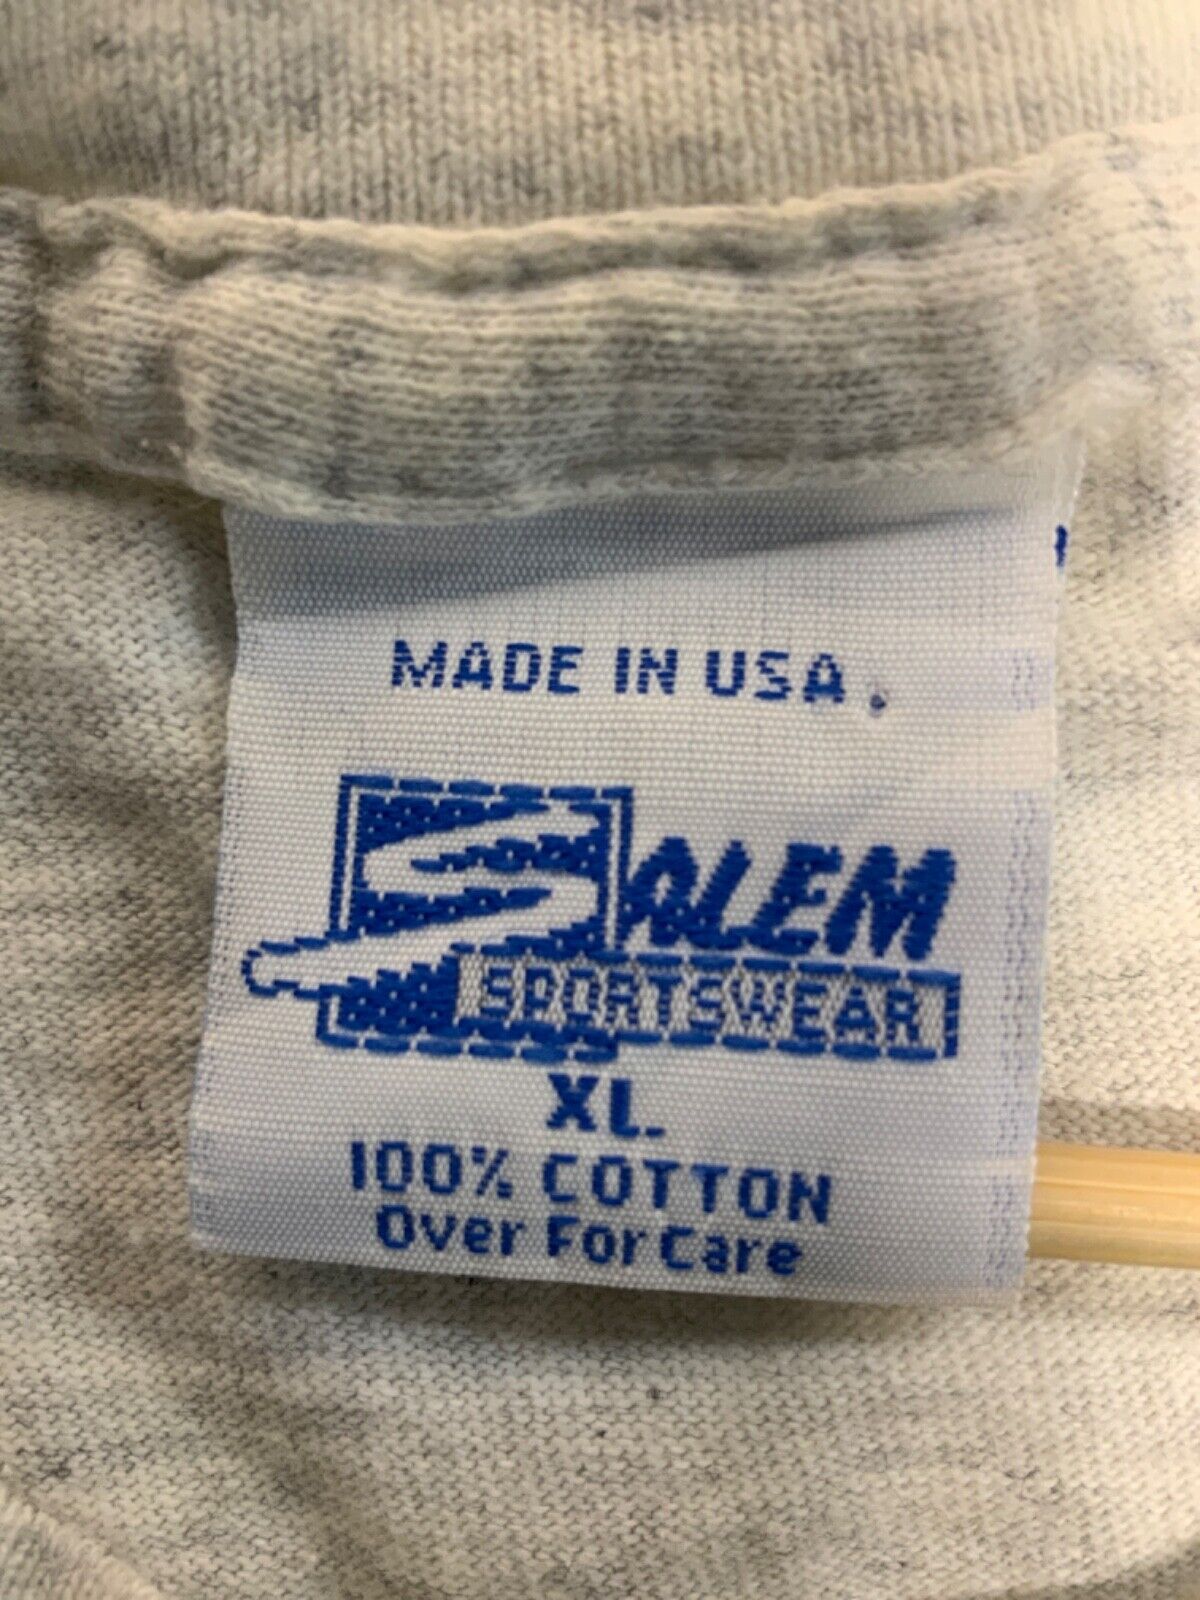 MADE IN USA.
SALEM
SPORTSWEAR
XL.
100% COTTON
Over For Care